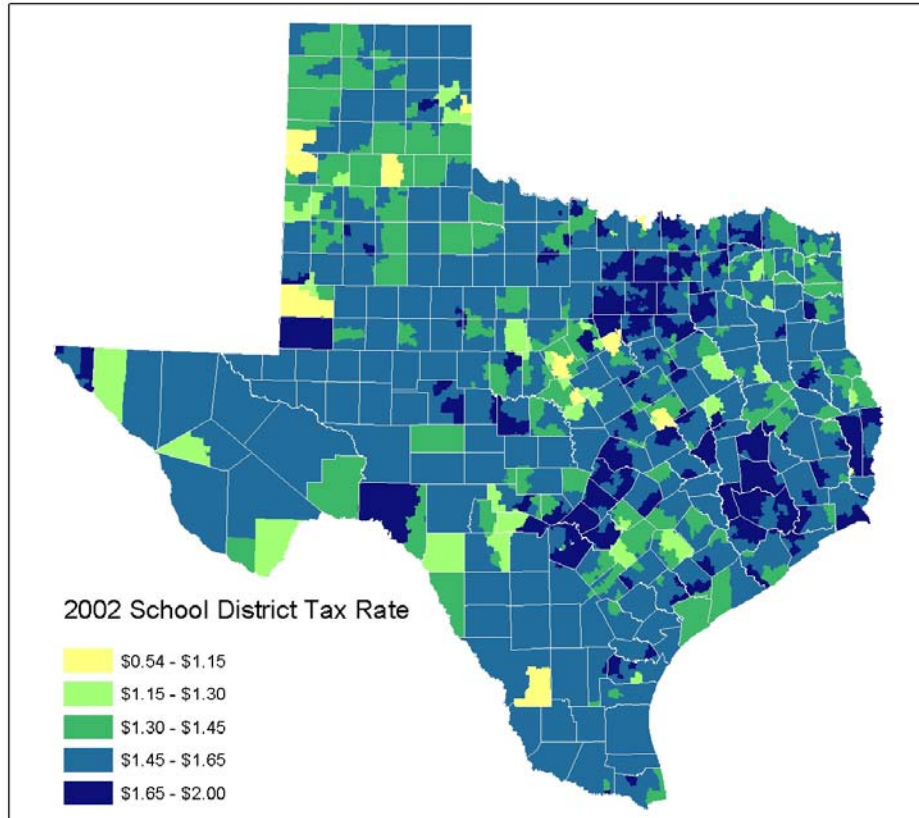 2002 School District Tax Rate
$0.54 - $1.15
$1.15 - $1.30
$1.30 - $1.45
$1.45 - $1.65
$1.65 - $2.00